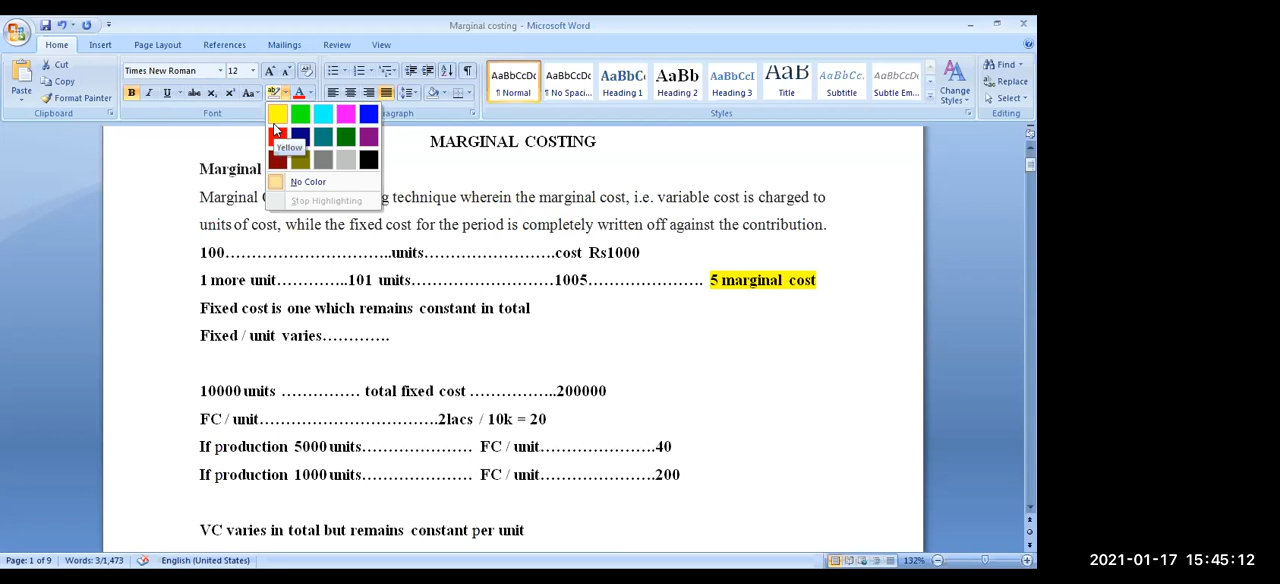 Marginal costing - Microsoft Word
Home Insert Page Layout References Mailings Review View
Paste
Cut
Copy
Format Painter
Clipboard
Times New Roman 12
B I U abc x₂ x² Aa
Font
Paragraph
AaBbCcDc AaBbCcDc AaBbC AaBb AaBbCcI AaB AaBbCc. AaBbCcD
¶ Normal ¶ No Spaci... Heading 1 Heading 2 Heading 3 Title Subtitle Subtle Em...
Change Styles
Styles
Find
Replace
Select
Editing
Yellow
No Color
Stop Highlighting
MARGINAL COSTING
Marginal
Marginal C g technique wherein the marginal cost, i.e. variable cost is charged to
units of cost, while the fixed cost for the period is completely written off against the contribution.
100…………………………..units…………………….cost Rs1000
1 more unit…………..101 units………………………1005…………………. 5 marginal cost
Fixed cost is one which remains constant in total
Fixed / unit varies………….
10000 units …………… total fixed cost ……………..200000
FC / unit…………………………….2lacs / 10k = 20
If production 5000 units………………… FC / unit………………….40
If production 1000 units………………… FC / unit………………….200
VC varies in total but remains constant per unit
Page: 1 of 9 Words: 3/1,473 English (United States) 132%
2021-01-17 15:45:12